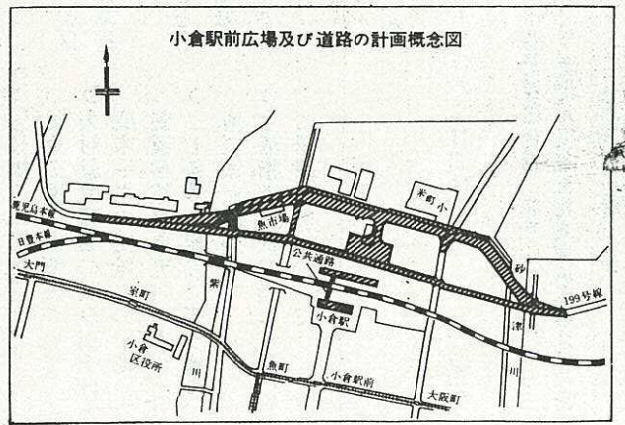 小倉駅前広場及び道路の計画概念図
鹿児島本線
日豊本線
大門
室町
小倉
区役所
紫
川
魚市場
公共通路
小倉駅
魚町
小倉駅前
大阪町
米町小
砂
津
川
199号線